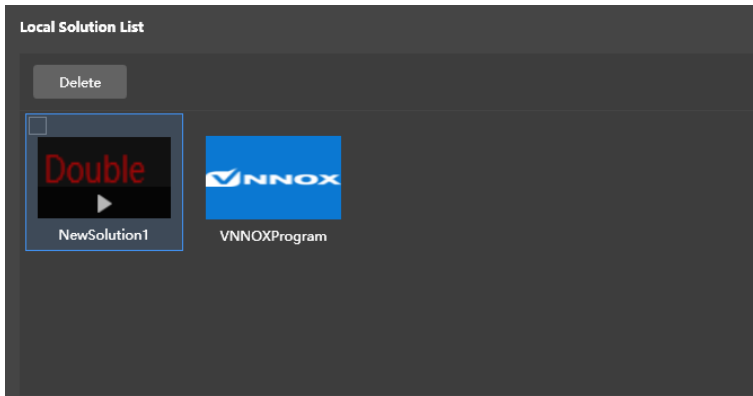 Local Solution List
Delete
Double
VNNOX
NewSolution1
VNNOXProgram